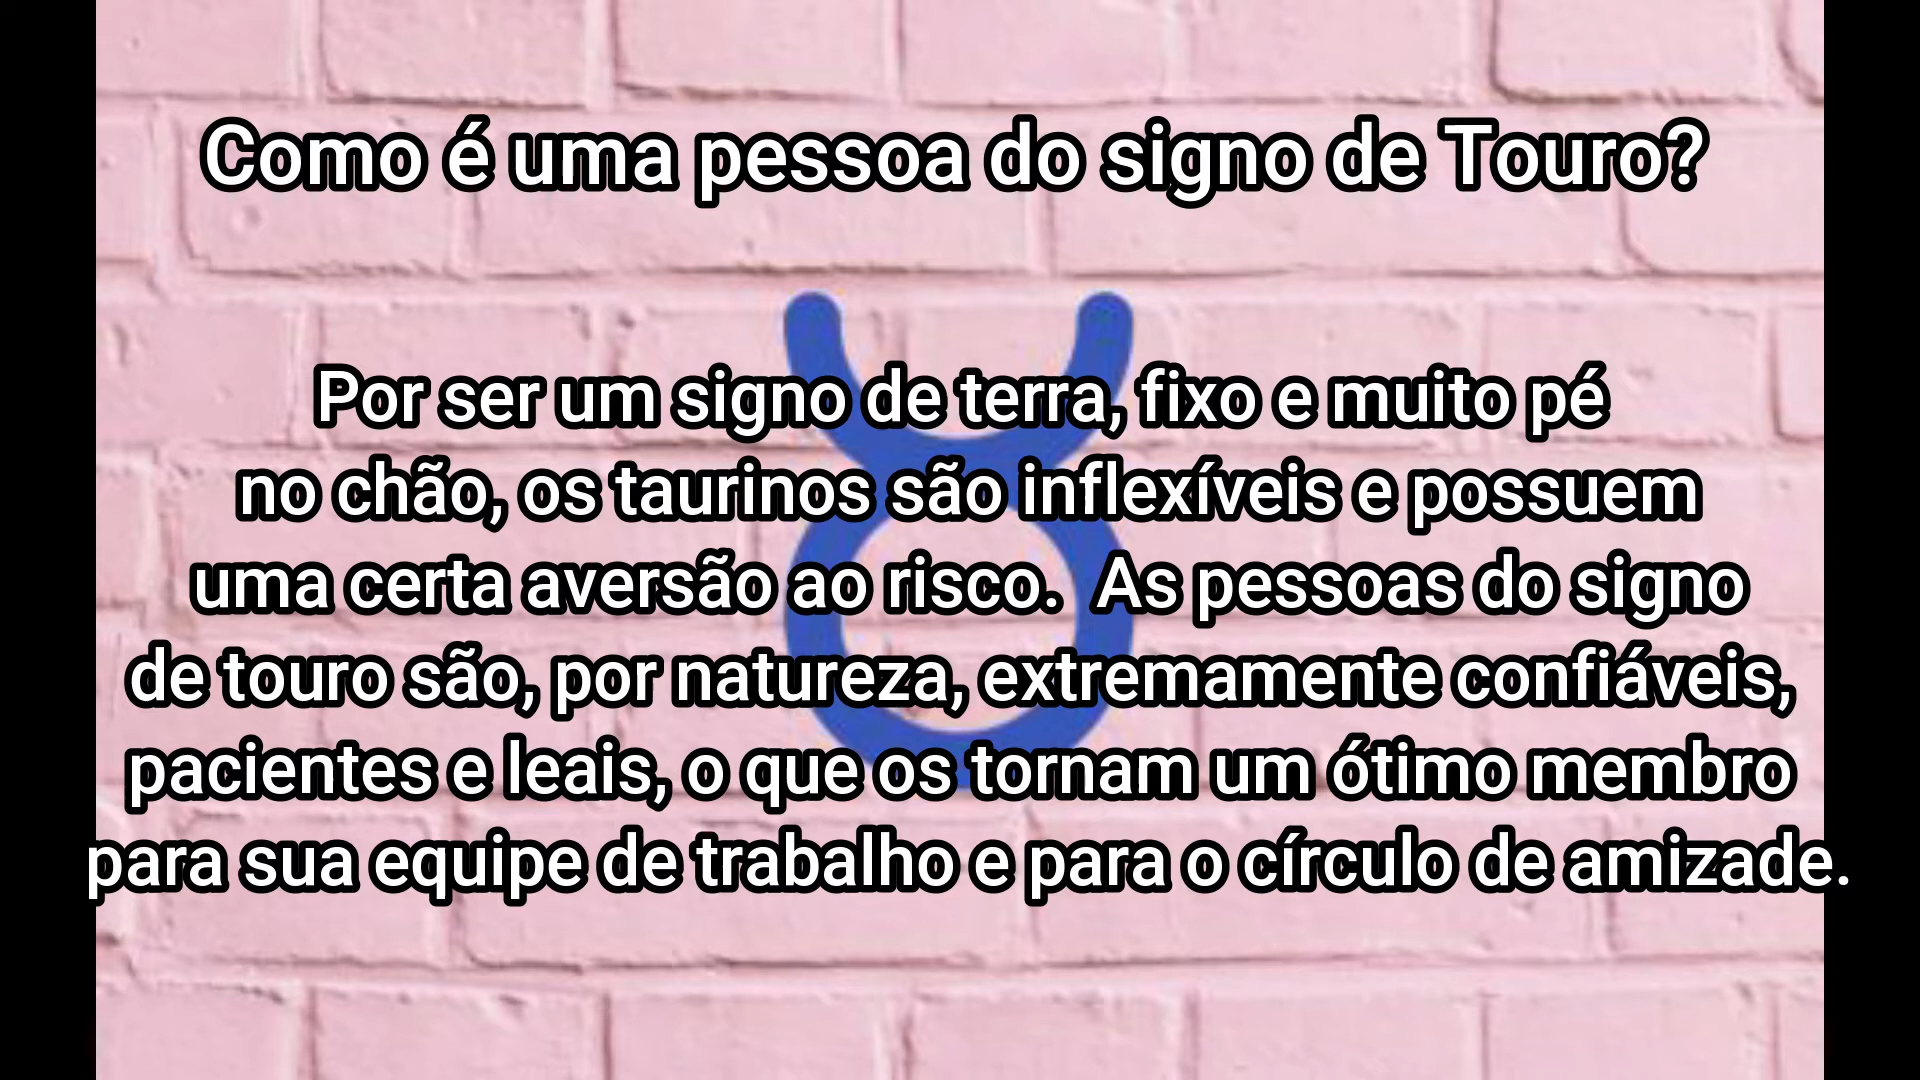 Como é uma pessoa do signo de Touro?
Por ser um signo de terra, fixo e muito pé
no chão, os taurinos são inflexíveis e possuem
uma certa aversão ao risco.  As pessoas do signo
de touro são, por natureza, extremamente confiáveis,
pacientes e leais, o que os tornam um ótimo membro
para sua equipe de trabalho e para o círculo de amizade.